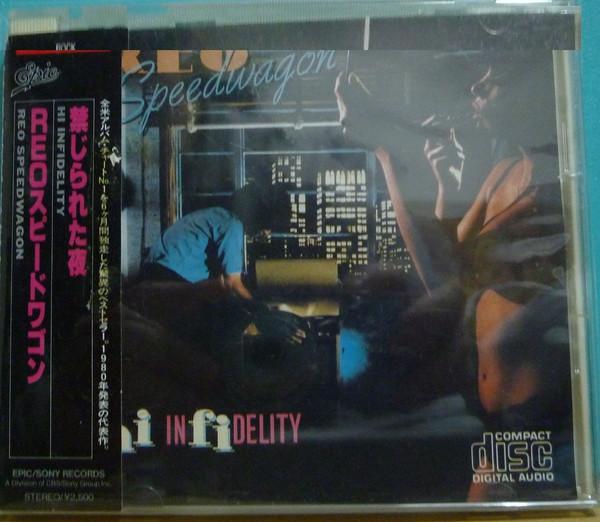 ROCK
Epic
禁じられた夜
HI INFIDELITY
REOスピードワゴン
REO SPEEDWAGON
全米アルバム・チャートNo.1を6ヶ月間独走した驚異のベストセラー。1980年発表の代表作。
EPIC/SONY RECORDS
A Division of CBS/Sony Group Inc.
STEREO/¥2,500
REO
Speedwagon
hi INfiDELITY
COMPACT
disc
DIGITAL AUDIO